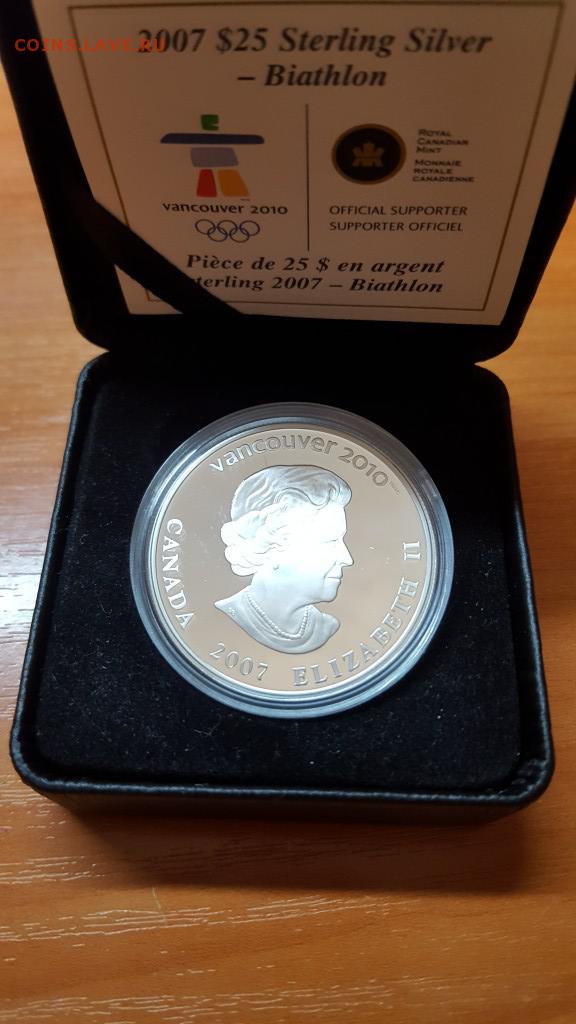 COINS.LAVE.RU
2007 $25 Sterling Silver
– Biathlon
ROYAL
CANADIAN
MINT
MONNAIE
ROYALE
CANADIENNE
vancouver 2010
OFFICIAL SUPPORTER
SUPPORTER OFFICIEL
Pièce de 25 $ en argent
sterling 2007 – Biathlon
vancouver 2010
CANADA
2007
ELIZABETH II